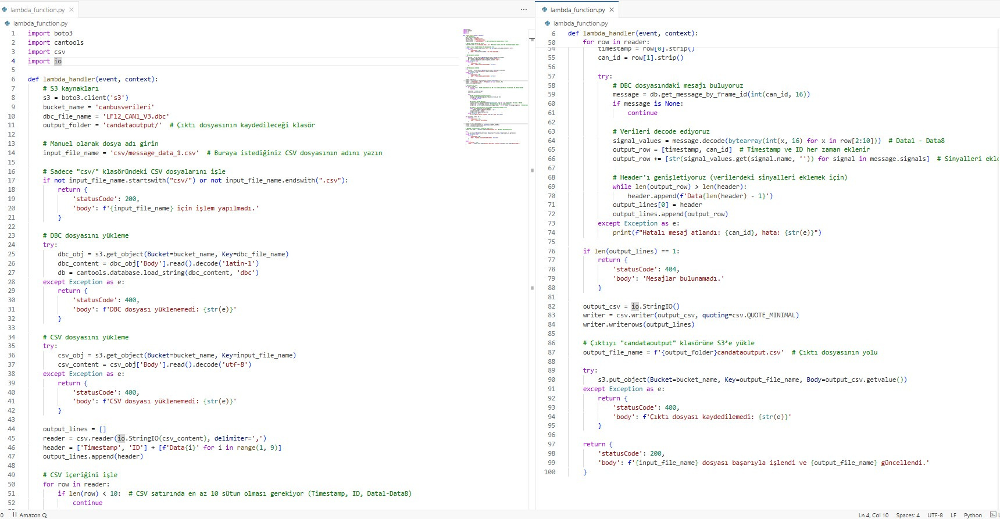 lambda_function.py ×
lambda_function.py
1 import boto3
2 import cantools
3 import csv
4 import io
5
6 def lambda_handler(event, context):
7     # S3 kaynakları
8     s3 = boto3.client('s3')
9     bucket_name = 'canbusverileri'
10     dbc_file_name = 'LF12_CAN1_V3.dbc'
11     output_folder = 'candataoutput/'  # Çıktı dosyasının kaydedileceği klasör
12
13     # Manuel olarak dosya adı girin
14     input_file_name = 'csv/message_data_1.csv'  # Buraya istediğiniz CSV dosyasının adını yazın
15
16     # Sadece "csv/" klasöründeki CSV dosyalarını işle
17     if not input_file_name.startswith("csv/") or not input_file_name.endswith(".csv"):
18         return {
19             'statusCode': 200,
20             'body': f'{input_file_name} için işlem yapılmadı.'
21         }
22
23     # DBC dosyasını yükleme
24     try:
25         dbc_obj = s3.get_object(Bucket=bucket_name, Key=dbc_file_name)
26         dbc_content = dbc_obj['Body'].read().decode('latin-1')
27         db = cantools.database.load_string(dbc_content, 'dbc')
28     except Exception as e:
29         return {
30             'statusCode': 400,
31             'body': f'DBC dosyası yüklenemedi: {str(e)}'
32         }
33
34     # CSV dosyasını yükleme
35     try:
36         csv_obj = s3.get_object(Bucket=bucket_name, Key=input_file_name)
37         csv_content = csv_obj['Body'].read().decode('utf-8')
38     except Exception as e:
39         return {
40             'statusCode': 400,
41             'body': f'CSV dosyası yüklenemedi: {str(e)}'
42         }
43
44     output_lines = []
45     reader = csv.reader(io.StringIO(csv_content), delimiter=',')
46     header = ['Timestamp', 'ID'] + [f'Data{i}' for i in range(1, 9)]
47     output_lines.append(header)
48
49     # CSV içeriğini işle
50     for row in reader:
51         if len(row) < 10:  # CSV satırında en az 10 sütun olması gerekiyor (Timestamp, ID, Data1-Data8)
52             continue
lambda_function.py ×
lambda_function.py
6 def lambda_handler(event, context):
50     for row in reader:
54         timestamp = row[0].strip()
55         can_id = row[1].strip()
56
57         try:
58             # DBC dosyasındaki mesajı buluyoruz
59             message = db.get_message_by_frame_id(int(can_id, 16))
60             if message is None:
61                 continue
62
63             # Verileri decode ediyoruz
64             signal_values = message.decode(bytearray(int(x, 16) for x in row[2:10]))  # Data1 - Data8
65             output_row = [timestamp, can_id]  # Timestamp ve ID her zaman eklenir
66             output_row += [str(signal_values.get(signal.name, '')) for signal in message.signals]  # Sinyalleri ekle
67
68             # Header'ı genişletiyoruz (verilerdeki sinyalleri eklemek için)
69             while len(output_row) > len(header):
70                 header.append(f'Data{len(header) - 1}')
71             output_lines[0] = header
72             output_lines.append(output_row)
73         except Exception as e:
74             print(f"Hatalı mesaj atlandı: {can_id}, hata: {str(e)}")
75
76     if len(output_lines) == 1:
77         return {
78             'statusCode': 404,
79             'body': 'Mesajlar bulunamadı.'
80         }
81
82     output_csv = io.StringIO()
83     writer = csv.writer(output_csv, quoting=csv.QUOTE_MINIMAL)
84     writer.writerows(output_lines)
85
86     # Çıktıyı "candataoutput" klasörüne S3’e yükle
87     output_file_name = f'{output_folder}candataoutput.csv'  # Çıktı dosyasının yolu
88
89     try:
90         s3.put_object(Bucket=bucket_name, Key=output_file_name, Body=output_csv.getvalue())
91     except Exception as e:
92         return {
93             'statusCode': 400,
94             'body': f'Çıktı dosyası kaydedilemedi: {str(e)}'
95         }
96
97     return {
98         'statusCode': 200,
99         'body': f'{input_file_name} dosyası başarıyla işlendi ve {output_file_name} güncellendi.'
100     }
0 Amazon Q
Ln 4, Col 10 Spaces: 4 UTF-8 LF Python